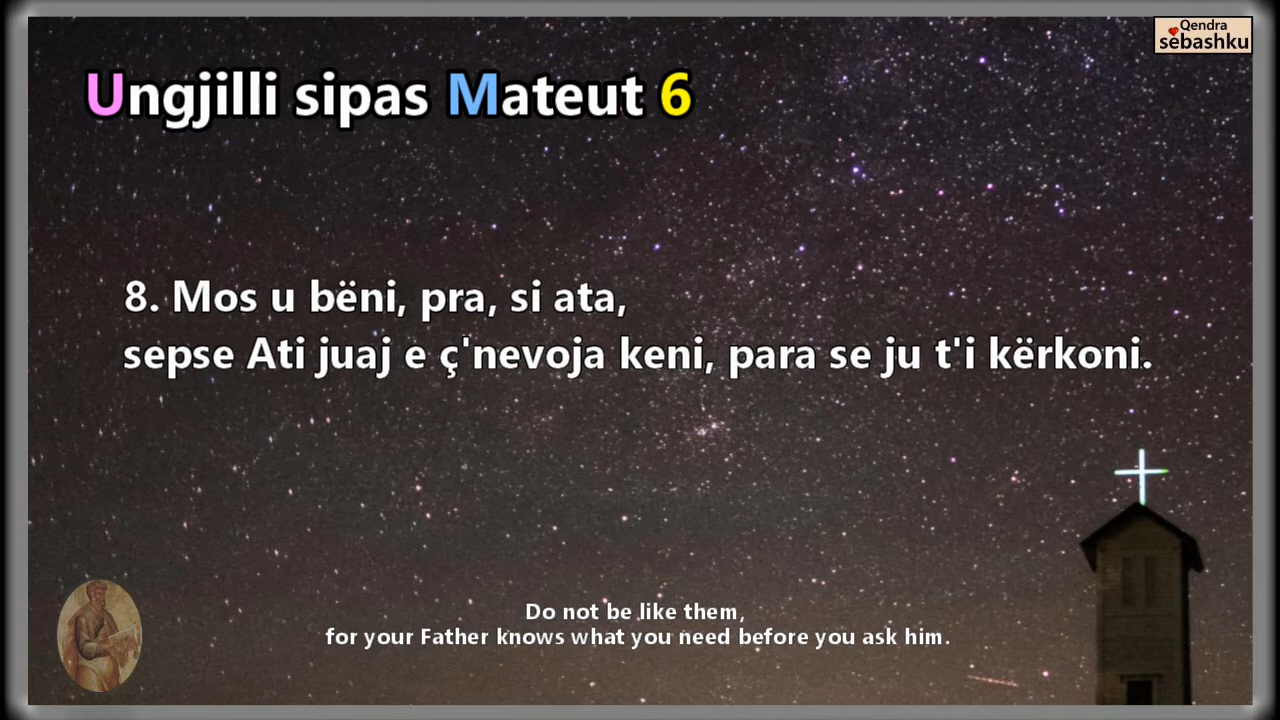 Qendra
sebashku
Ungjilli sipas Mateut 6
8. Mos u bëni, pra, si ata,
sepse Ati juaj e ç'nevoja keni, para se ju t'i kërkoni.
Do not be like them,
for your Father knows what you need before you ask him.